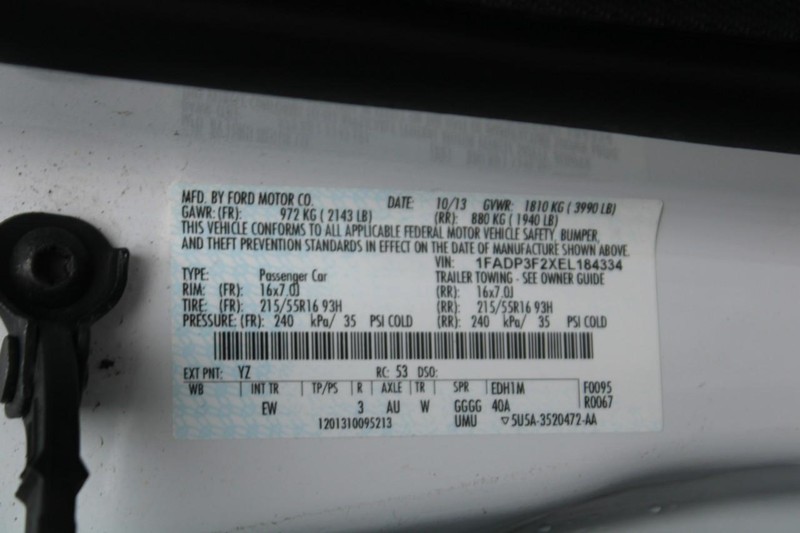 MFD. BY FORD MOTOR CO. DATE: 10/13 GVWR: 1810 KG ( 3990 LB)
GAWR: (FR): 972 KG ( 2143 LB) (RR): 880 KG ( 1940 LB)
THIS VEHICLE CONFORMS TO ALL APPLICABLE FEDERAL MOTOR VEHICLE SAFETY, BUMPER,
AND THEFT PREVENTION STANDARDS IN EFFECT ON THE DATE OF MANUFACTURE SHOWN ABOVE.
VIN: 1FADP3F2XEL184334
TYPE: Passenger Car TRAILER TOWING - SEE OWNER GUIDE
RIM: (FR): 16x7.0J (RR): 16x7.0J
TIRE: (FR): 215/55R16 93H (RR): 215/55R16 93H
PRESSURE: (FR): 240 kPa/ 35 PSI COLD (RR): 240 kPa/ 35 PSI COLD
EXT PNT: YZ RC: 53 DSO:
WB INT TR TP/PS R AXLE TR SPR EDH1M F0095
EW 3 AU W GGGG 40A R0067
1201310095213 UMU ▽5U5A-3520472-AA